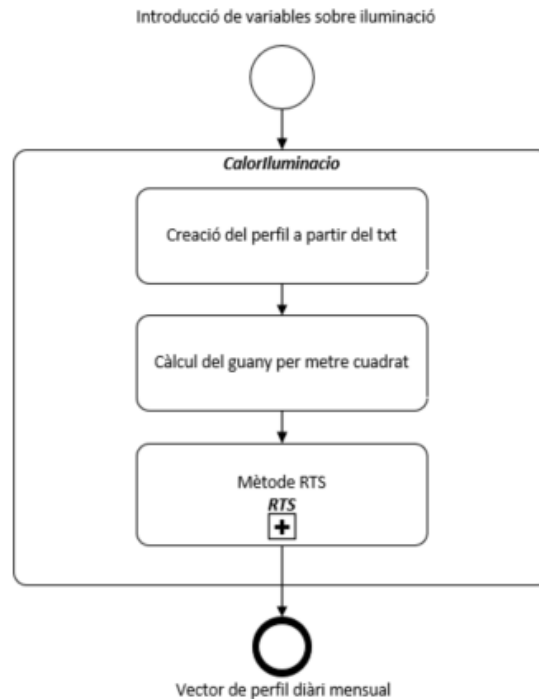 Introducció de variables sobre iluminació
CalorIluminacio
Creació del perfil a partir del txt
Càlcul del guany per metre cuadrat
Mètode RTS
RTS
Vector de perfil diàri mensual